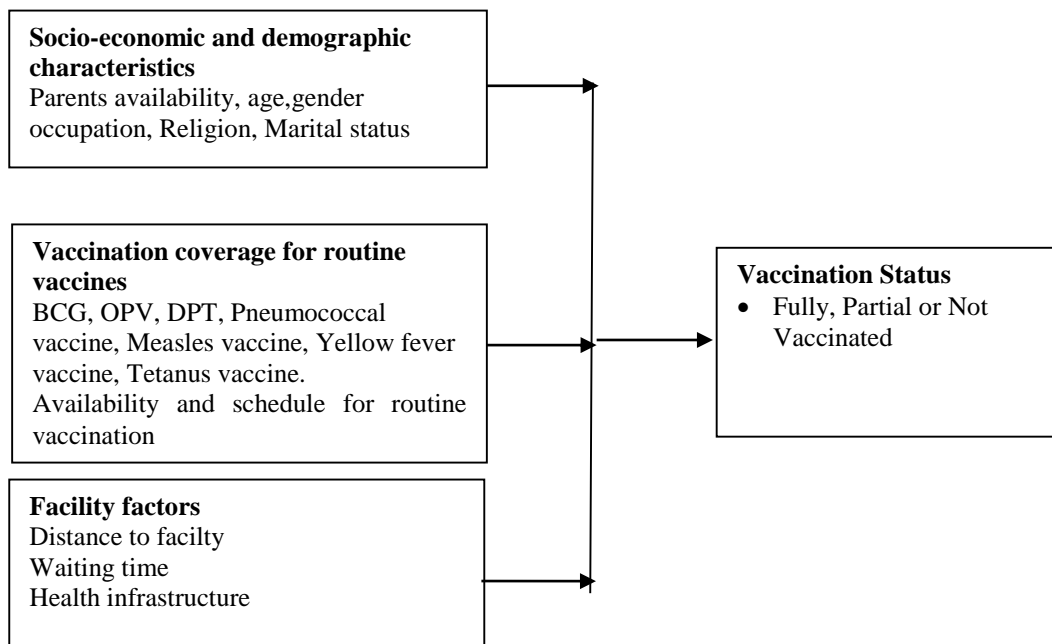 Socio-economic and demographic
characteristics
Parents availability, age,gender
occupation, Religion, Marital status
Vaccination coverage for routine
vaccines
BCG, OPV, DPT, Pneumococcal
vaccine, Measles vaccine, Yellow fever
vaccine, Tetanus vaccine.
Availability and schedule for routine
vaccination
Facility factors
Distance to facilty
Waiting time
Health infrastructure
Vaccination Status
• Fully, Partial or Not
Vaccinated